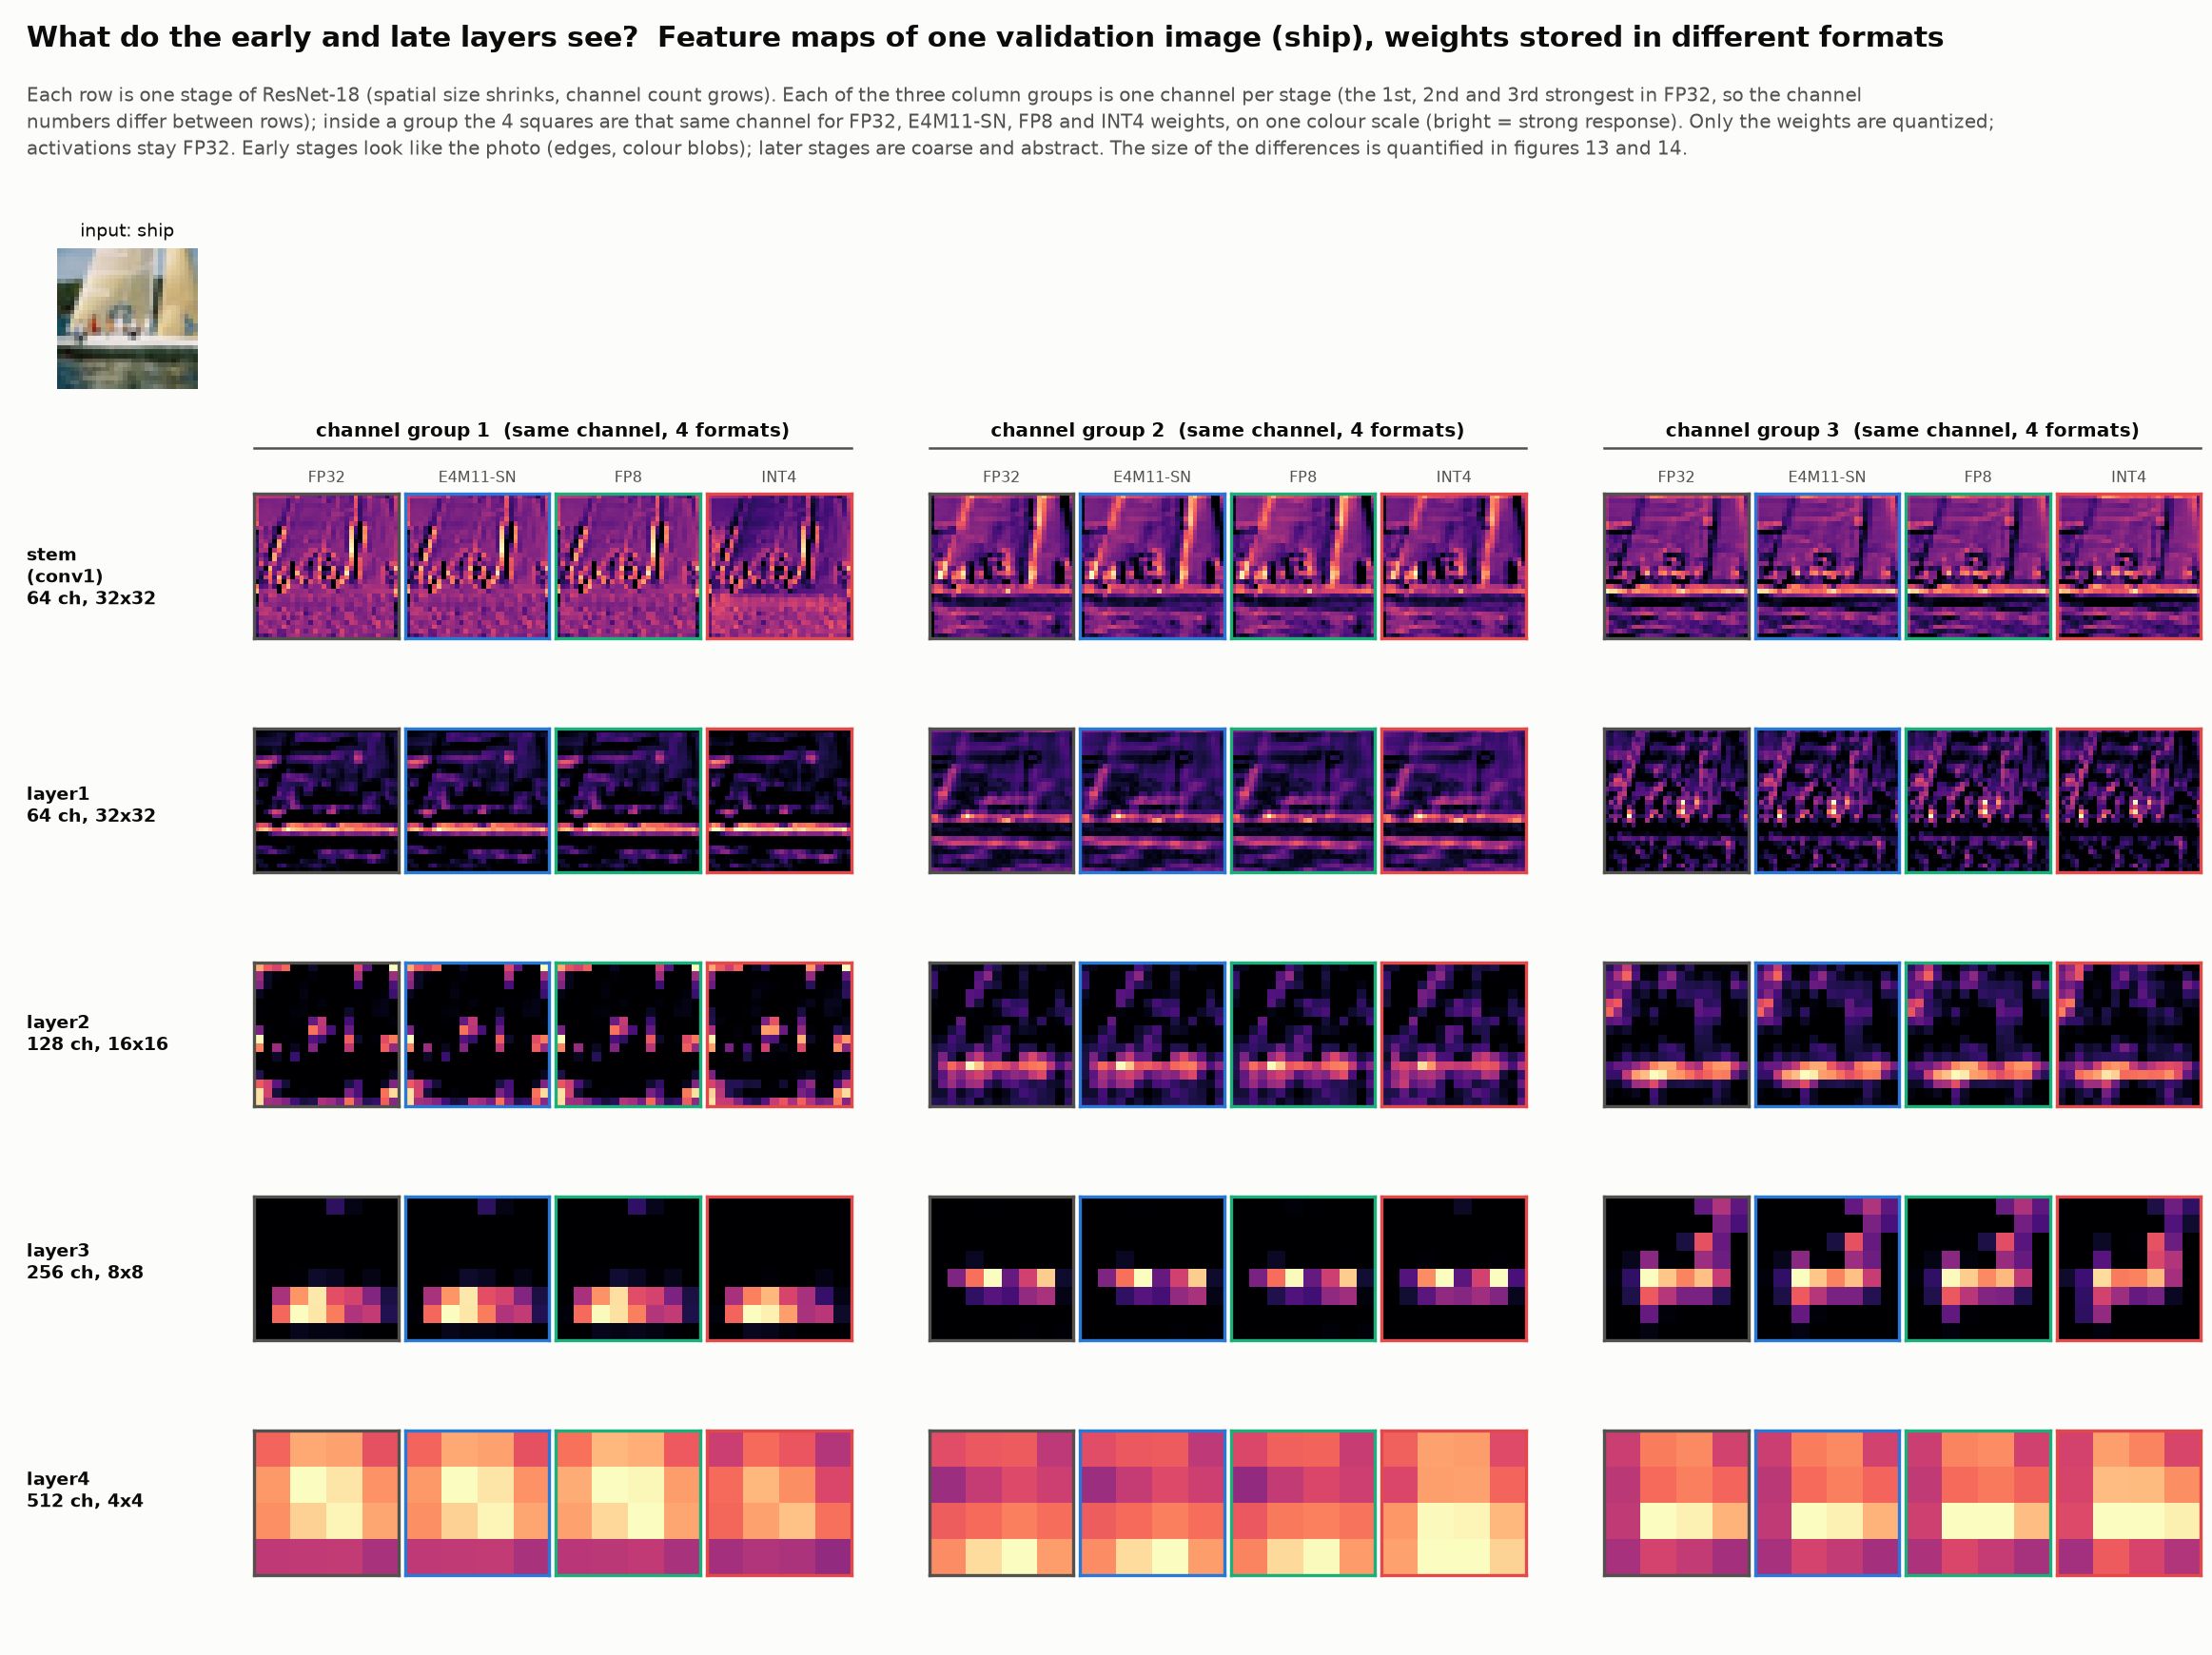 What do the early and late layers see?  Feature maps of one validation image (ship), weights stored in different formats
Each row is one stage of ResNet-18 (spatial size shrinks, channel count grows). Each of the three column groups is one channel per stage (the 1st, 2nd and 3rd strongest in FP32, so the channel
numbers differ between rows); inside a group the 4 squares are that same channel for FP32, E4M11-SN, FP8 and INT4 weights, on one colour scale (bright = strong response). Only the weights are quantized;
activations stay FP32. Early stages look like the photo (edges, colour blobs); later stages are coarse and abstract. The size of the differences is quantified in figures 13 and 14.
input: ship
channel group 1  (same channel, 4 formats)
channel group 2  (same channel, 4 formats)
channel group 3  (same channel, 4 formats)
FP32 E4M11-SN FP8 INT4
FP32 E4M11-SN FP8 INT4
FP32 E4M11-SN FP8 INT4
stem
(conv1)
64 ch, 32x32
layer1
64 ch, 32x32
layer2
128 ch, 16x16
layer3
256 ch, 8x8
layer4
512 ch, 4x4